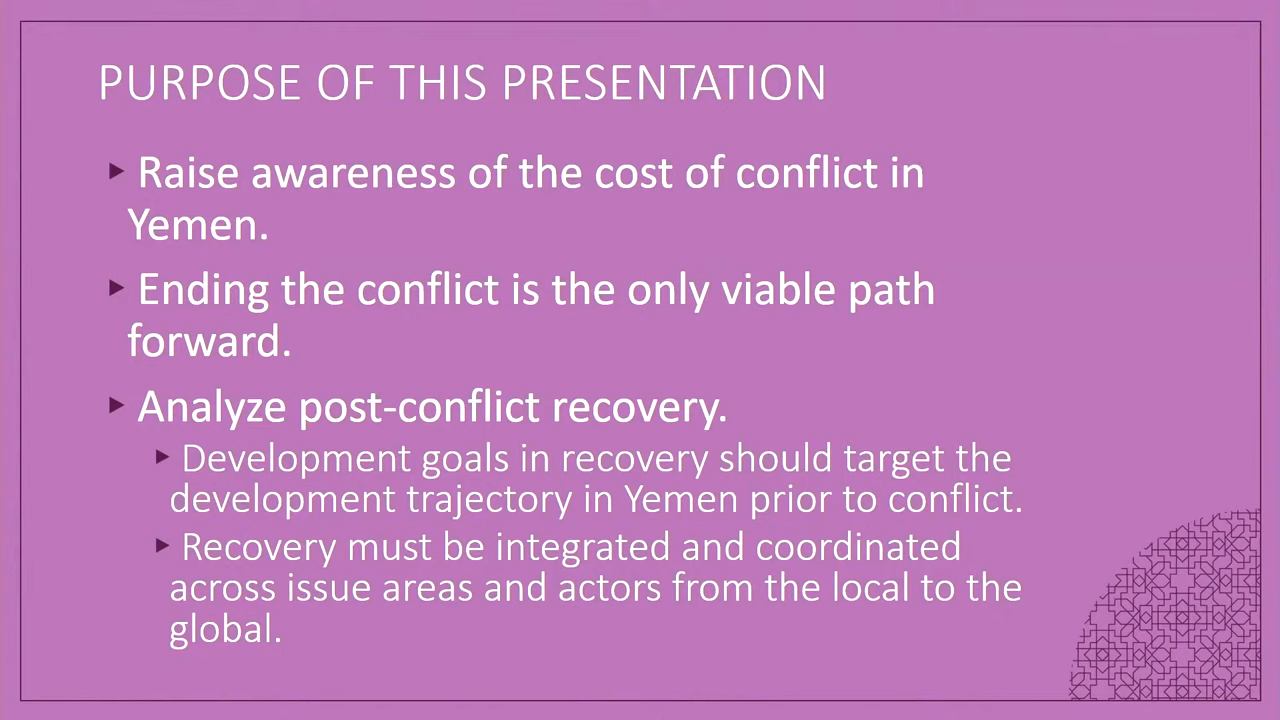 PURPOSE OF THIS PRESENTATION
Raise awareness of the cost of conflict in
Yemen.
Ending the conflict is the only viable path
forward.
Analyze post-conflict recovery.
Development goals in recovery should target the
development trajectory in Yemen prior to conflict.
Recovery must be integrated and coordinated
across issue areas and actors from the local to the
global.